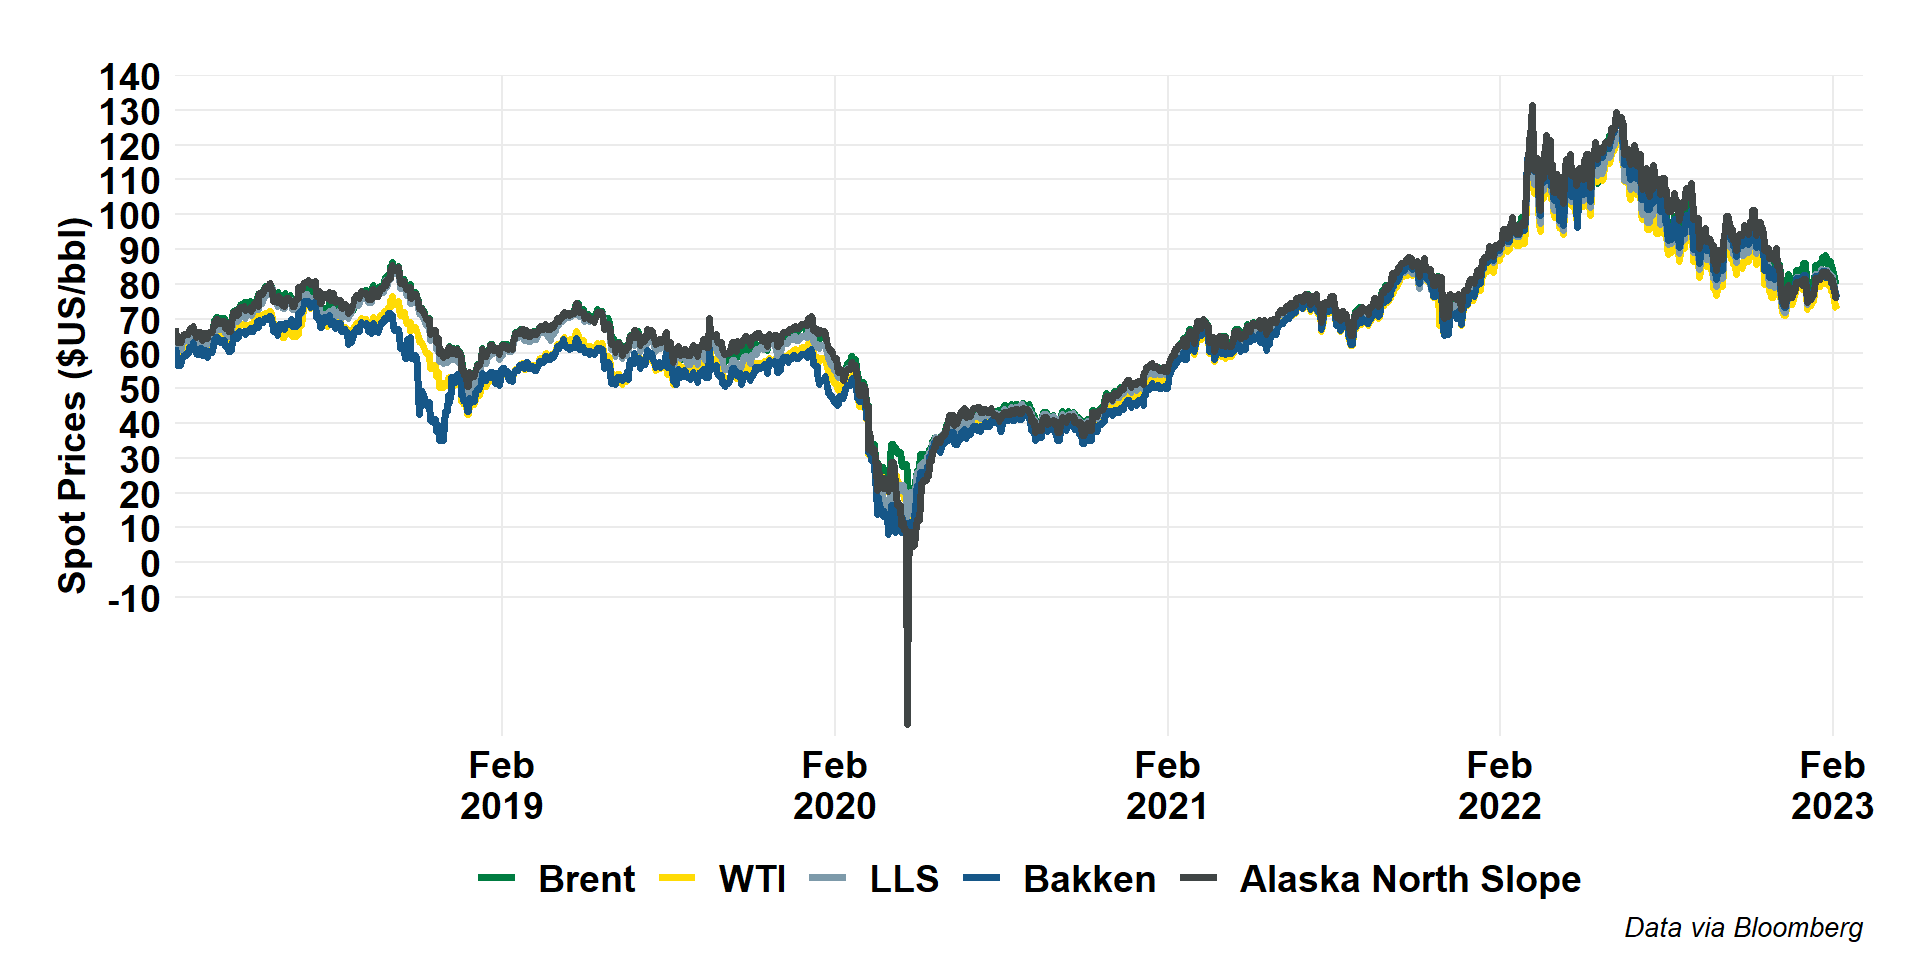 140
130
120
110
100
90
80
70
60
50
40
30
20
10
0
-10
Spot Prices ($US/bbl)
Feb
2019
Feb
2020
Feb
2021
Feb
2022
Feb
2023
Brent
WTI
LLS
Bakken
Alaska North Slope
Data via Bloomberg